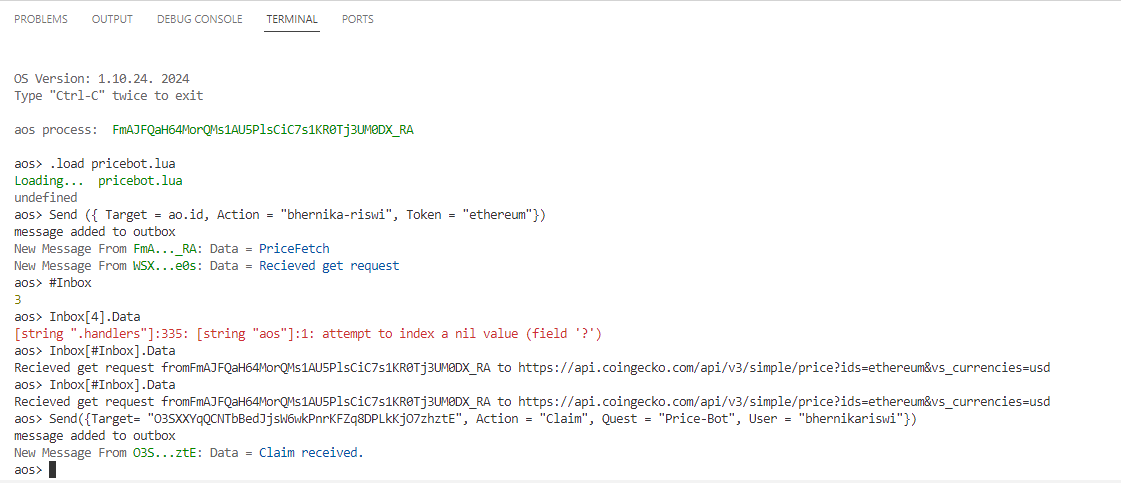 PROBLEMS OUTPUT DEBUG CONSOLE TERMINAL PORTS
OS Version: 1.10.24. 2024
Type "Ctrl-C" twice to exit
aos process:  FmAJFQaH64MorQMs1AU5PlsCiC7s1KR0Tj3UM0DX_RA
aos> .load pricebot.lua
Loading...  pricebot.lua
undefined
aos> Send ({ Target = ao.id, Action = "bhernika-riswi", Token = "ethereum"})
message added to outbox
New Message From FmA..._RA: Data = PriceFetch
New Message From WSX...e0s: Data = Recieved get request
aos> #Inbox
3
aos> Inbox[4].Data
[string ".handlers"]:335: [string "aos"]:1: attempt to index a nil value (field '?')
aos> Inbox[#Inbox].Data
Recieved get request fromFmAJFQaH64MorQMs1AU5PlsCiC7s1KR0Tj3UM0DX_RA to https://api.coingecko.com/api/v3/simple/price?ids=ethereum&vs_currencies=usd
aos> Inbox[#Inbox].Data
Recieved get request fromFmAJFQaH64MorQMs1AU5PlsCiC7s1KR0Tj3UM0DX_RA to https://api.coingecko.com/api/v3/simple/price?ids=ethereum&vs_currencies=usd
aos> Send({Target= "O3SXXYqQCNTbBedJjsW6wkPnrKFZq8DPLkKjO7zhztE", Action = "Claim", Quest = "Price-Bot", User = "bhernikariswi"})
message added to outbox
New Message From O3S...ztE: Data = Claim received.
aos>